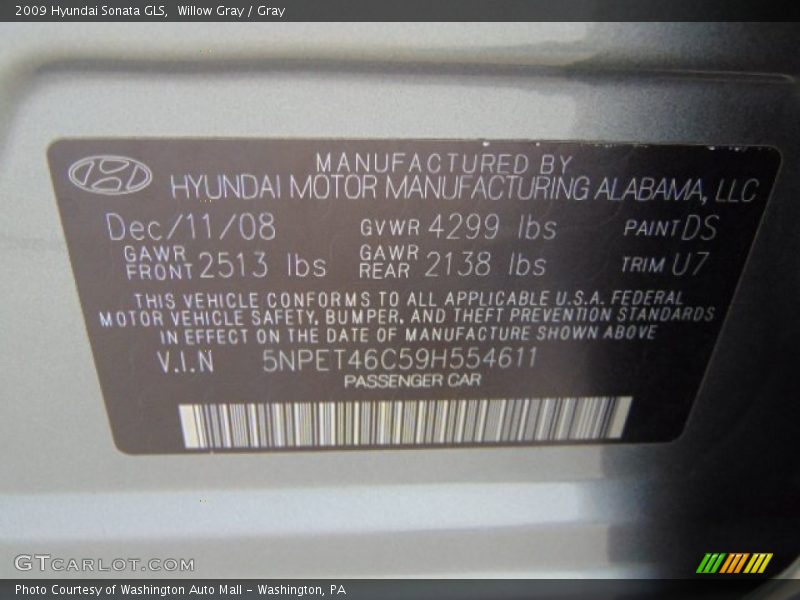 2009 Hyundai Sonata GLS, Willow Gray / Gray
MANUFACTURED BY
HYUNDAI MOTOR MANUFACTURING ALABAMA, LLC
Dec/11/08 GVWR 4299 lbs PAINT DS
GAWR FRONT 2513 lbs GAWR REAR 2138 lbs TRIM U7
THIS VEHICLE CONFORMS TO ALL APPLICABLE U.S.A. FEDERAL
MOTOR VEHICLE SAFETY, BUMPER, AND THEFT PREVENTION STANDARDS
IN EFFECT ON THE DATE OF MANUFACTURE SHOWN ABOVE
V.I.N 5NPET46C59H554611
PASSENGER CAR
GTCARLOT.COM
Photo Courtesy of Washington Auto Mall - Washington, PA